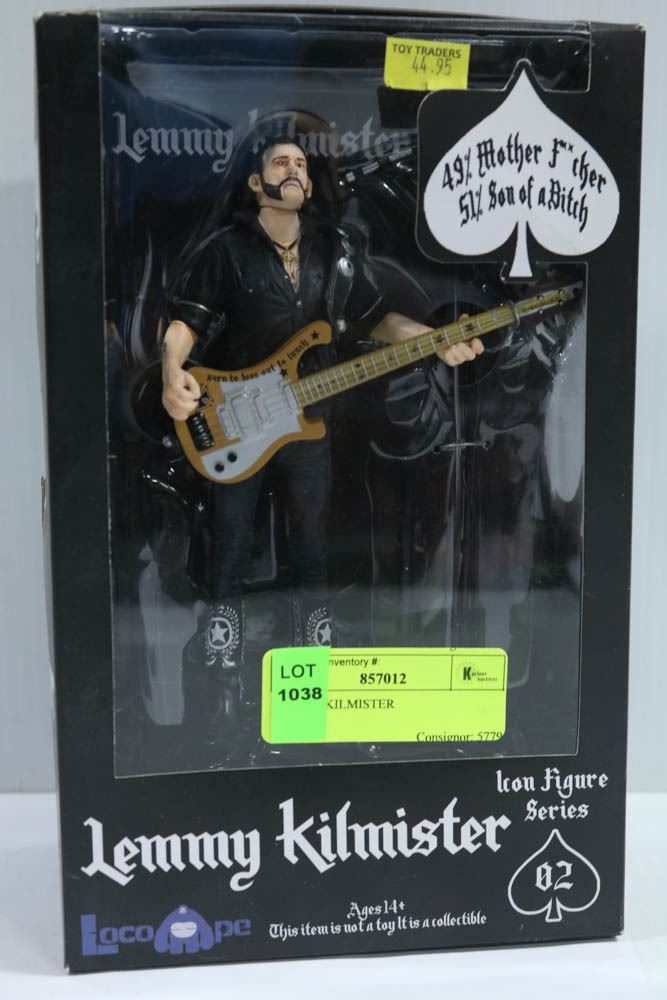 TOY TRADERS
44.95
Lemmy Kilmister
49% Mother F**cher
51% Son of a Bitch
Born to lose out to lunch
LOT
1038
Inventory #:
857012
KILMISTER
Consignor: 5779
Lemmy Kilmister
Icon Figure
Series
02
Loco Ape
Ages 14+
This item is not a toy It is a collectible